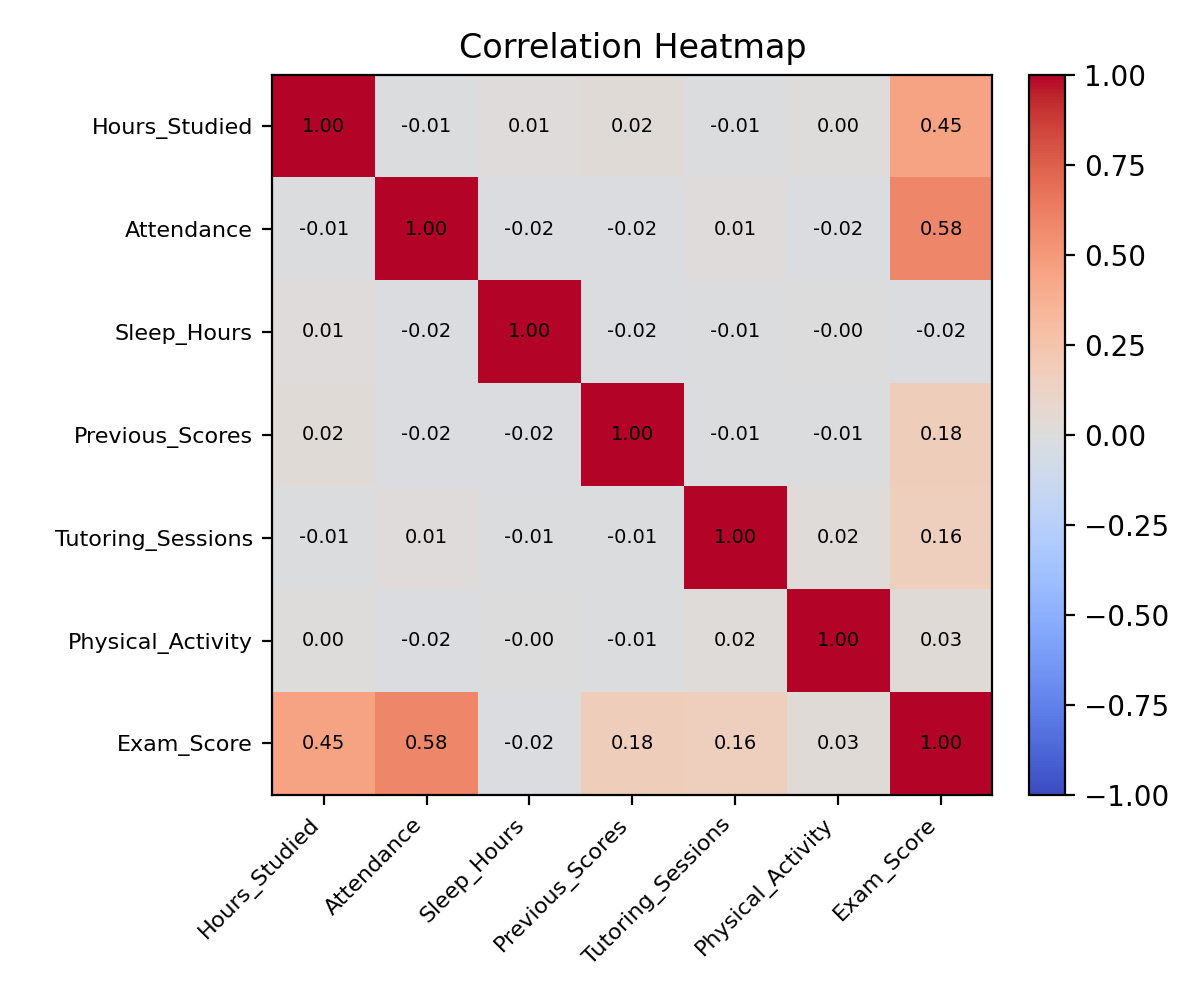 Correlation Heatmap
Hours_Studied 1.00 -0.01 0.01 0.02 -0.01 0.00 0.45
Attendance -0.01 1.00 -0.02 -0.02 0.01 -0.02 0.58
Sleep_Hours 0.01 -0.02 1.00 -0.02 -0.01 -0.00 -0.02
Previous_Scores 0.02 -0.02 -0.02 1.00 -0.01 -0.01 0.18
Tutoring_Sessions -0.01 0.01 -0.01 -0.01 1.00 0.02 0.16
Physical_Activity 0.00 -0.02 -0.00 -0.01 0.02 1.00 0.03
Exam_Score 0.45 0.58 -0.02 0.18 0.16 0.03 1.00
Hours_Studied
Attendance
Sleep_Hours
Previous_Scores
Tutoring_Sessions
Physical_Activity
Exam_Score
1.00
0.75
0.50
0.25
0.00
−0.25
−0.50
−0.75
−1.00